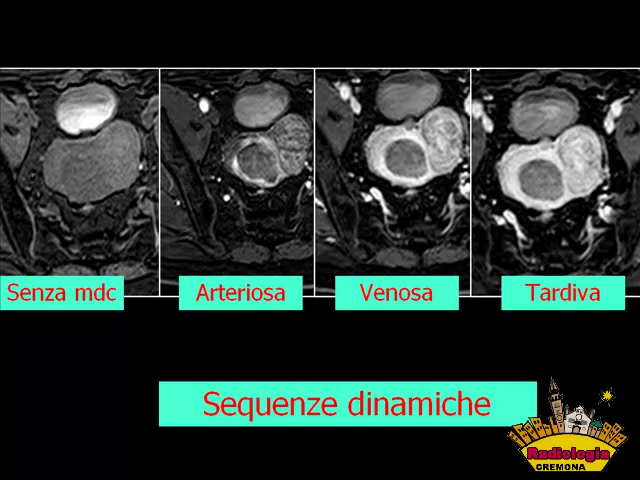 Senza mdc
Arteriosa
Venosa
Tardiva
Sequenze dinamiche
Radiologia
CREMONA